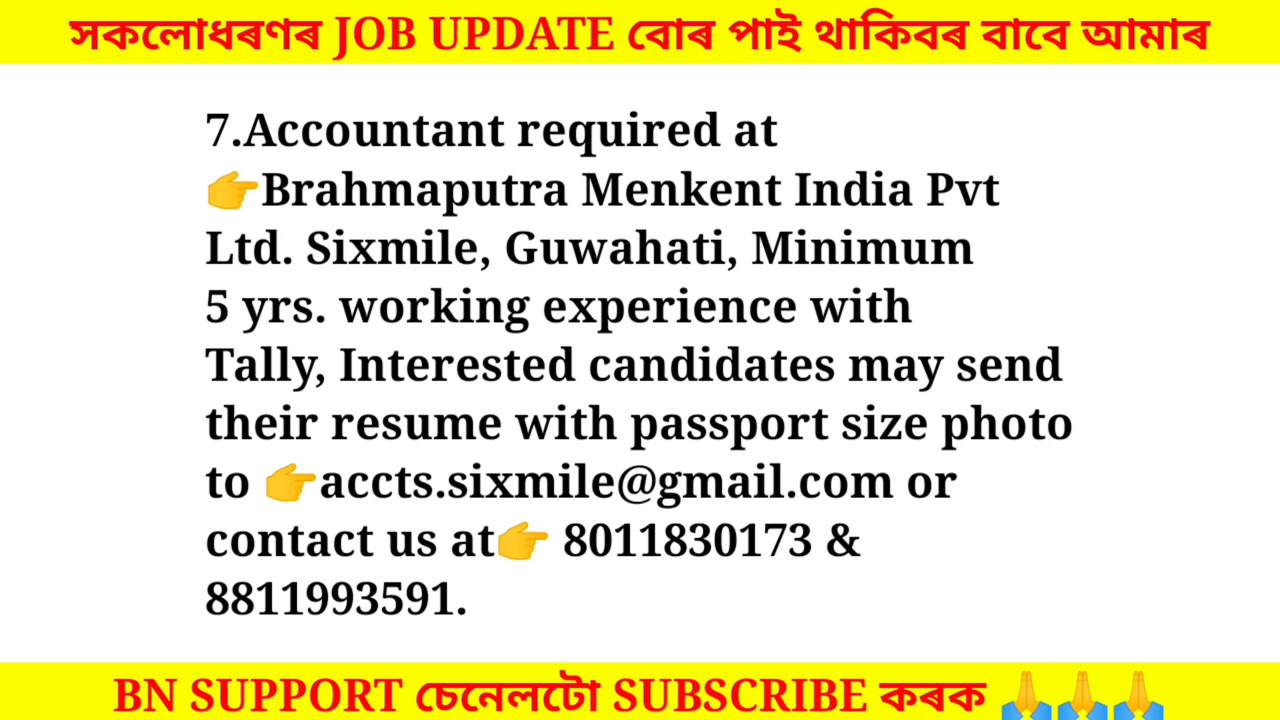 সকলোধৰণৰ JOB UPDATE বোৰ পাই থাকিবৰ বাবে আমাৰ
7.Accountant required at
👉Brahmaputra Menkent India Pvt
Ltd. Sixmile, Guwahati, Minimum
5 yrs. working experience with
Tally, Interested candidates may send
their resume with passport size photo
to 👉accts.sixmile@gmail.com or
contact us at👉 8011830173 &
8811993591.
BN SUPPORT চেনেলটো SUBSCRIBE কৰক 🙏🙏🙏